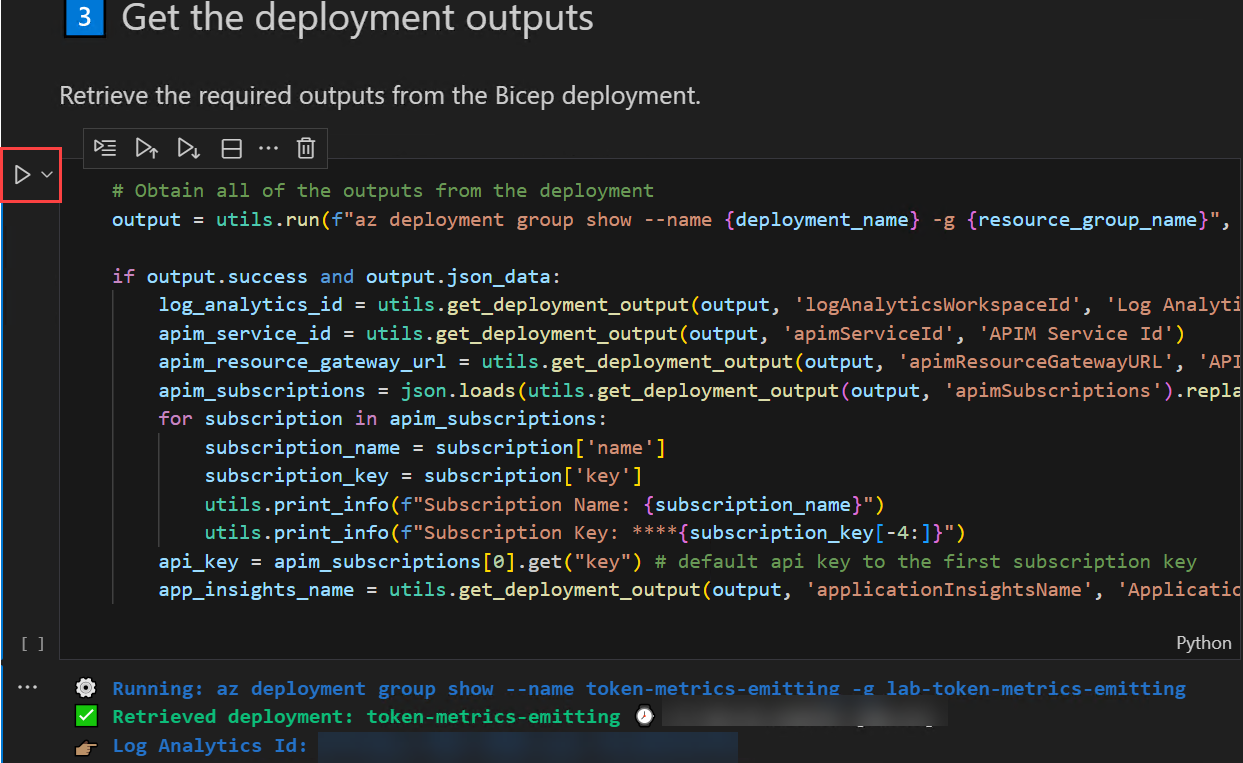 3 Get the deployment outputs
Retrieve the required outputs from the Bicep deployment.
# Obtain all of the outputs from the deployment
output = utils.run(f"az deployment group show --name {deployment_name} -g {resource_group_name}",
if output.success and output.json_data:
log_analytics_id = utils.get_deployment_output(output, 'logAnalyticsWorkspaceId', 'Log Analyti
apim_service_id = utils.get_deployment_output(output, 'apimServiceId', 'APIM Service Id')
apim_resource_gateway_url = utils.get_deployment_output(output, 'apimResourceGatewayURL', 'API
apim_subscriptions = json.loads(utils.get_deployment_output(output, 'apimSubscriptions').repla
for subscription in apim_subscriptions:
subscription_name = subscription['name']
subscription_key = subscription['key']
utils.print_info(f"Subscription Name: {subscription_name}")
utils.print_info(f"Subscription Key: ****{subscription_key[-4:]}")
api_key = apim_subscriptions[0].get("key") # default api key to the first subscription key
app_insights_name = utils.get_deployment_output(output, 'applicationInsightsName', 'Applicatio
[ ]
Python
Running: az deployment group show --name token-metrics-emitting -g lab-token-metrics-emitting
Retrieved deployment: token-metrics-emitting
Log Analytics Id: